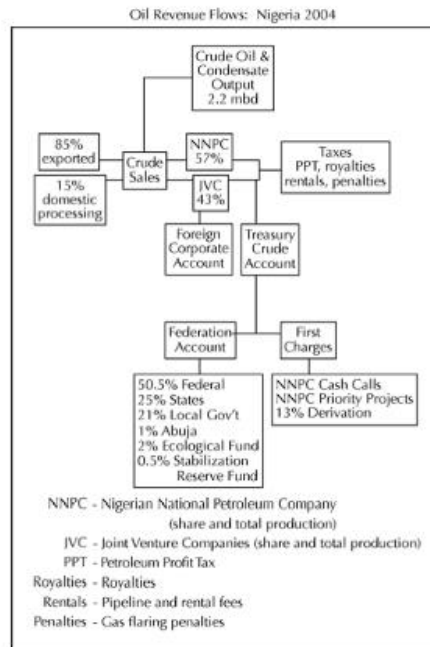 Oil Revenue Flows: Nigeria 2004
Crude Oil &
Condensate
Output
2.2 mbd
85%
exported
Crude
Sales
NNPC
57%
Taxes
PPT, royalties
rentals, penalties
15%
domestic
processing
JVC
43%
Foreign
Corporate
Account
Treasury
Crude
Account
Federation
Account
First
Charges
50.5% Federal
25% States
21% Local Gov't
1% Abuja
2% Ecological Fund
0.5% Stabilization
Reserve Fund
NNPC Cash Calls
NNPC Priority Projects
13% Derivation
NNPC - Nigerian National Petroleum Company
(share and total production)
JVC - Joint Venture Companies (share and total production)
PPT - Petroleum Profit Tax
Royalties - Royalties
Rentals - Pipeline and rental fees
Penalties - Gas flaring penalties